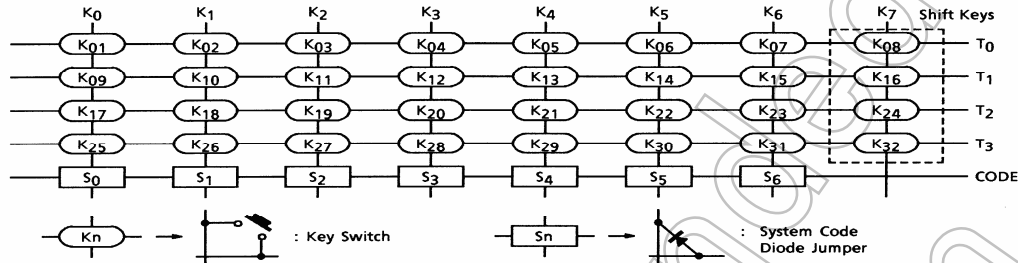 K0 K1 K2 K3 K4 K5 K6 K7 Shift Keys
K01 K02 K03 K04 K05 K06 K07 K08 T0
K09 K10 K11 K12 K13 K14 K15 K16 T1
K17 K18 K19 K20 K21 K22 K23 K24 T2
K25 K26 K27 K28 K29 K30 K31 K32 T3
S0 S1 S2 S3 S4 S5 S6 CODE
Kn : Key Switch Sn : System Code
Diode Jumper